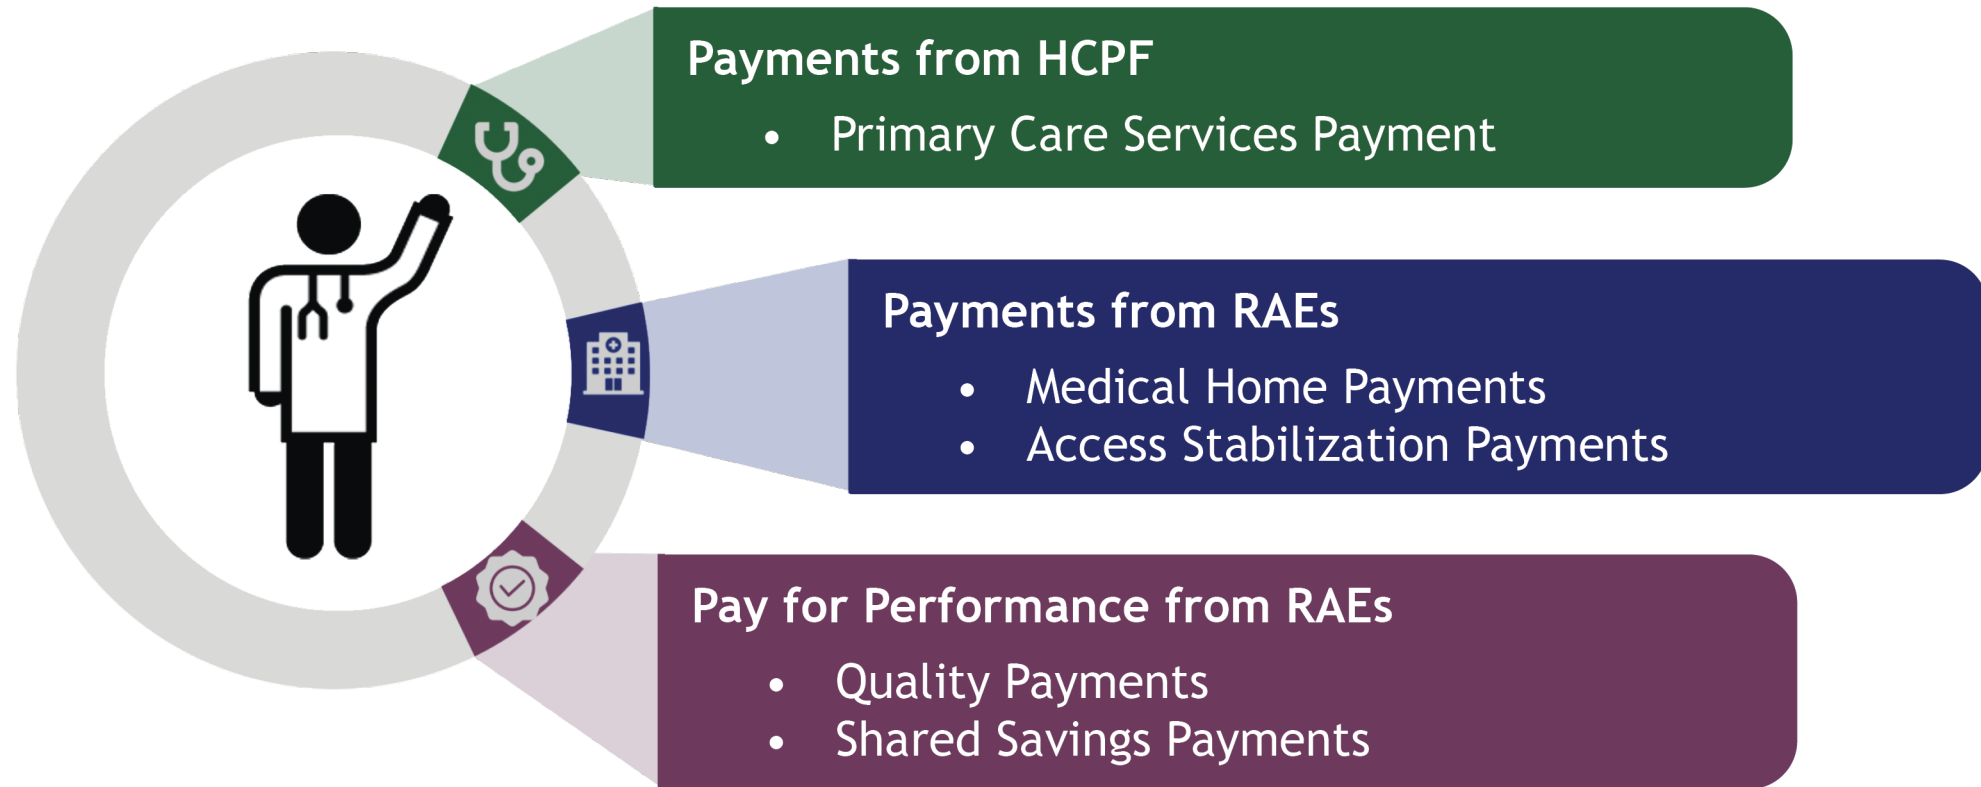 Payments from HCPF
• Primary Care Services Payment
Payments from RAEs
• Medical Home Payments
• Access Stabilization Payments
Pay for Performance from RAEs
• Quality Payments
• Shared Savings Payments